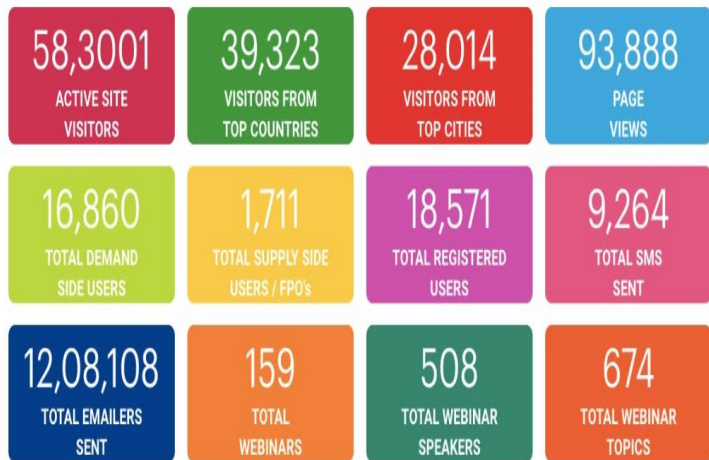 58,3001
ACTIVE SITE
VISITORS
39,323
VISITORS FROM
TOP COUNTRIES
28,014
VISITORS FROM
TOP CITIES
93,888
PAGE
VIEWS
16,860
TOTAL DEMAND
SIDE USERS
1,711
TOTAL SUPPLY SIDE
USERS / FPO's
18,571
TOTAL REGISTERED
USERS
9,264
TOTAL SMS
SENT
12,08,108
TOTAL EMAILERS
SENT
159
TOTAL
WEBINARS
508
TOTAL WEBINAR
SPEAKERS
674
TOTAL WEBINAR
TOPICS